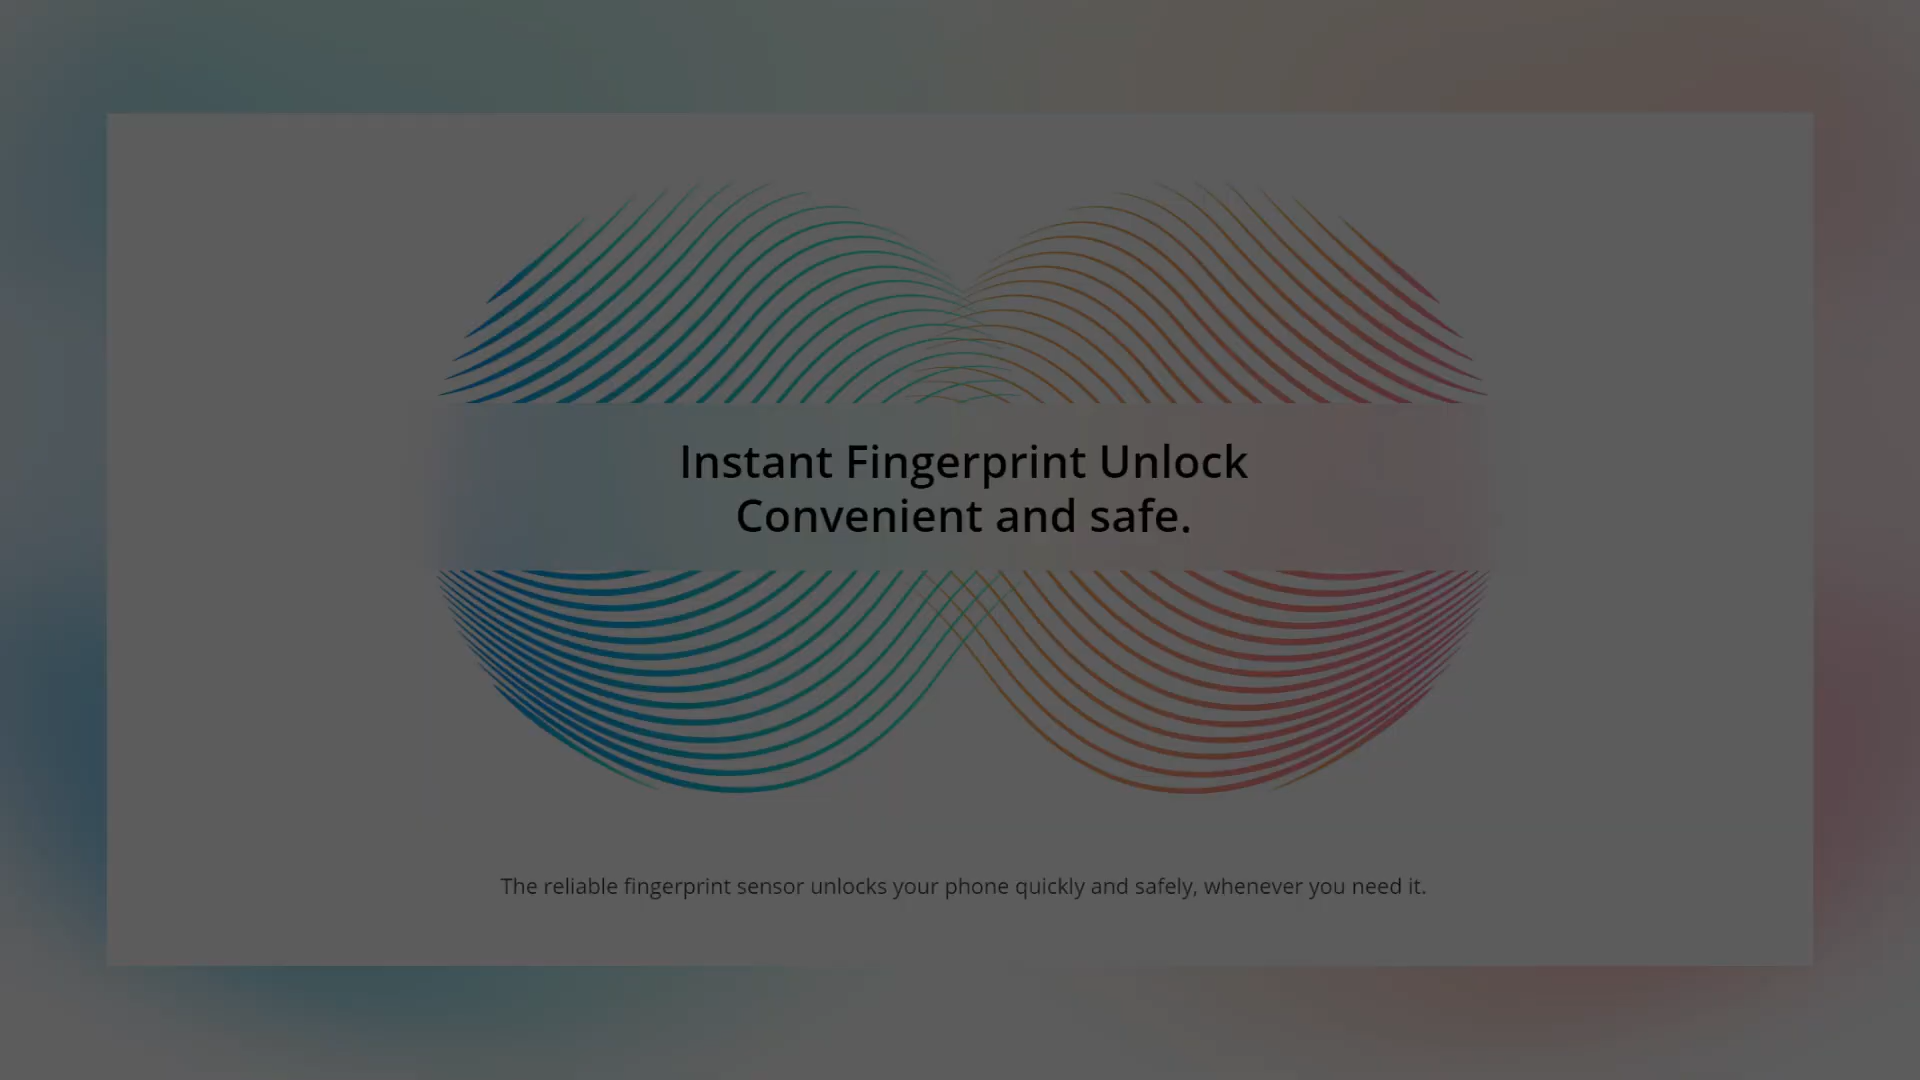 Instant Fingerprint Unlock
Convenient and safe.
The reliable fingerprint sensor unlocks your phone quickly and safely, whenever you need it.